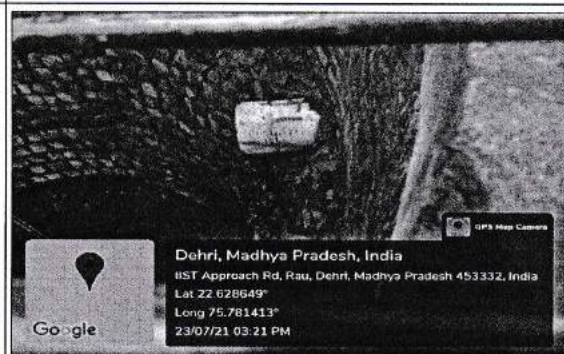 GPS Map Camera
Dehri, Madhya Pradesh, India
IIST Approach Rd, Rau, Dehri, Madhya Pradesh 453332, India
Lat 22.628649°
Long 75.781413°
23/07/21 03:21 PM
Google